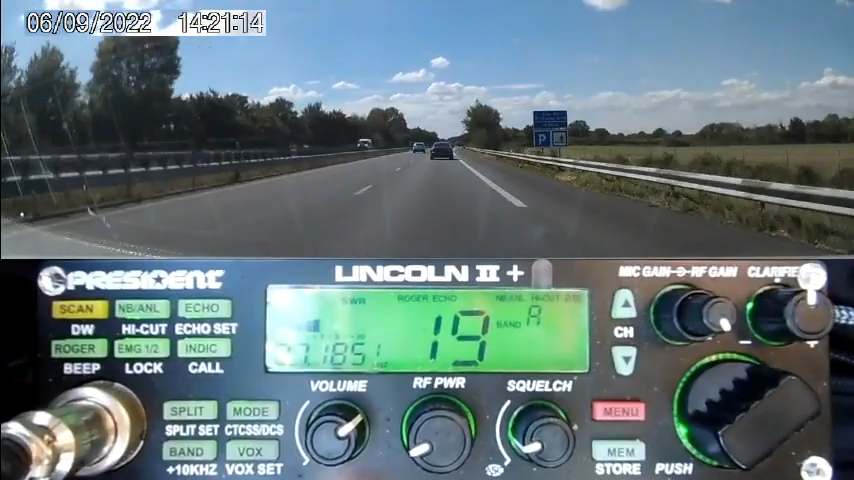 06/09/2022 14:21:14
P
PRESIDENT LINCOLN II + MIC GAIN RF GAIN CLARIFIER
SCAN NB/ANL ECHO
DW HI-CUT ECHO SET
ROGER EMG 1/2 INDIC
BEEP LOCK CALL
SWR ROGER ECHO NB/ANL HI-CUT
19 BAND A
27.1851
CH
- +
VOLUME RF PWR SQUELCH
SPLIT MODE
SPLIT SET CTCSS/DCS
BAND VOX
+10KHZ VOX SET
MENU
MEM
STORE PUSH